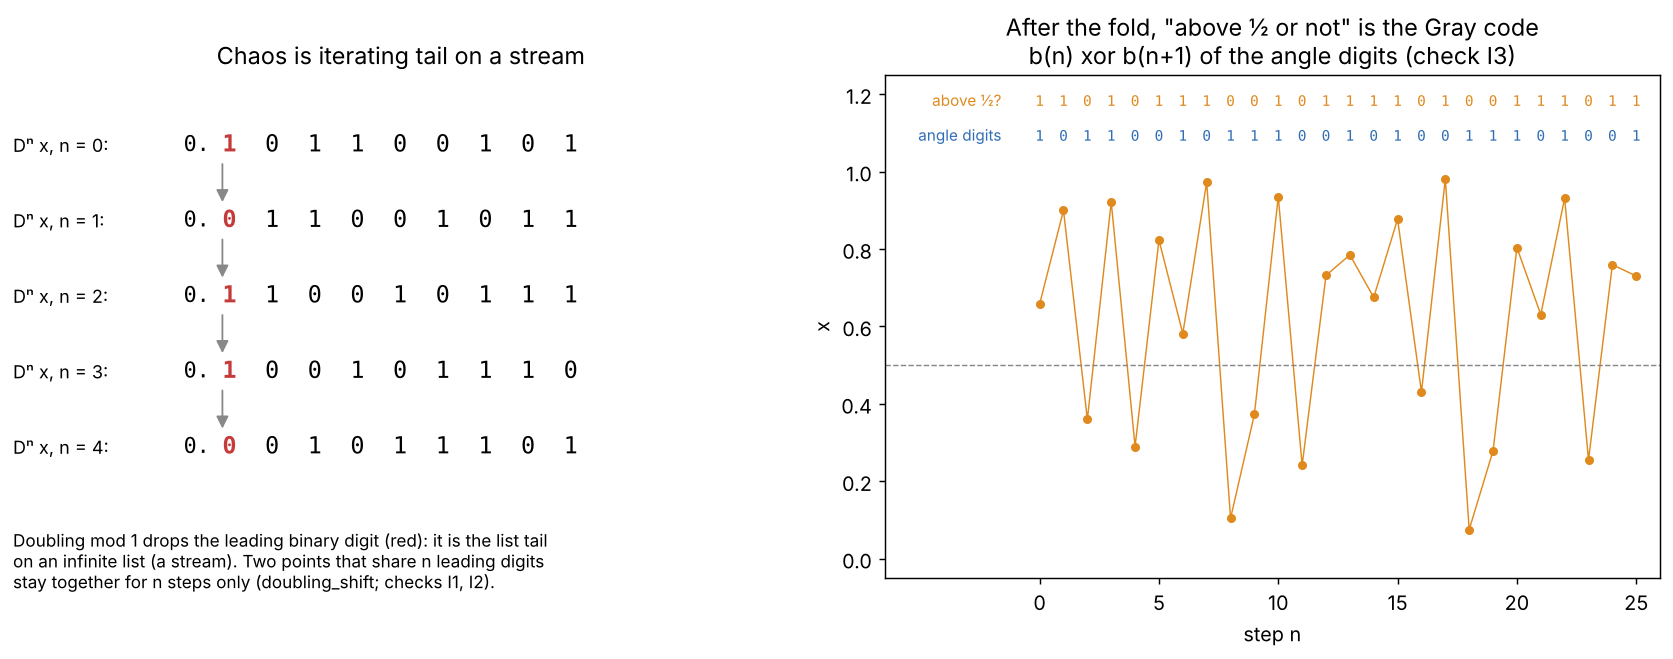 Chaos is iterating tail on a stream
Dⁿ x, n = 0: 0. 1 0 1 1 0 0 1 0 1
Dⁿ x, n = 1: 0. 0 1 1 0 0 1 0 1 1
Dⁿ x, n = 2: 0. 1 1 0 0 1 0 1 1 1
Dⁿ x, n = 3: 0. 1 0 0 1 0 1 1 1 0
Dⁿ x, n = 4: 0. 0 0 1 0 1 1 1 0 1
Doubling mod 1 drops the leading binary digit (red): it is the list tail
on an infinite list (a stream). Two points that share n leading digits
stay together for n steps only (doubling_shift; checks I1, I2).
After the fold, "above ½ or not" is the Gray code
b(n) xor b(n+1) of the angle digits (check I3)
above ½? 1 1 0 1 0 1 1 1 0 0 1 0 1 1 1 1 0 1 0 0 1 1 1 0 1 1
angle digits 1 0 1 1 0 0 1 0 1 1 1 0 0 1 0 1 0 0 1 1 1 0 1 0 0 1
1.2
1.0
0.8
0.6
0.4
0.2
0.0
x
0 5 10 15 20 25
step n